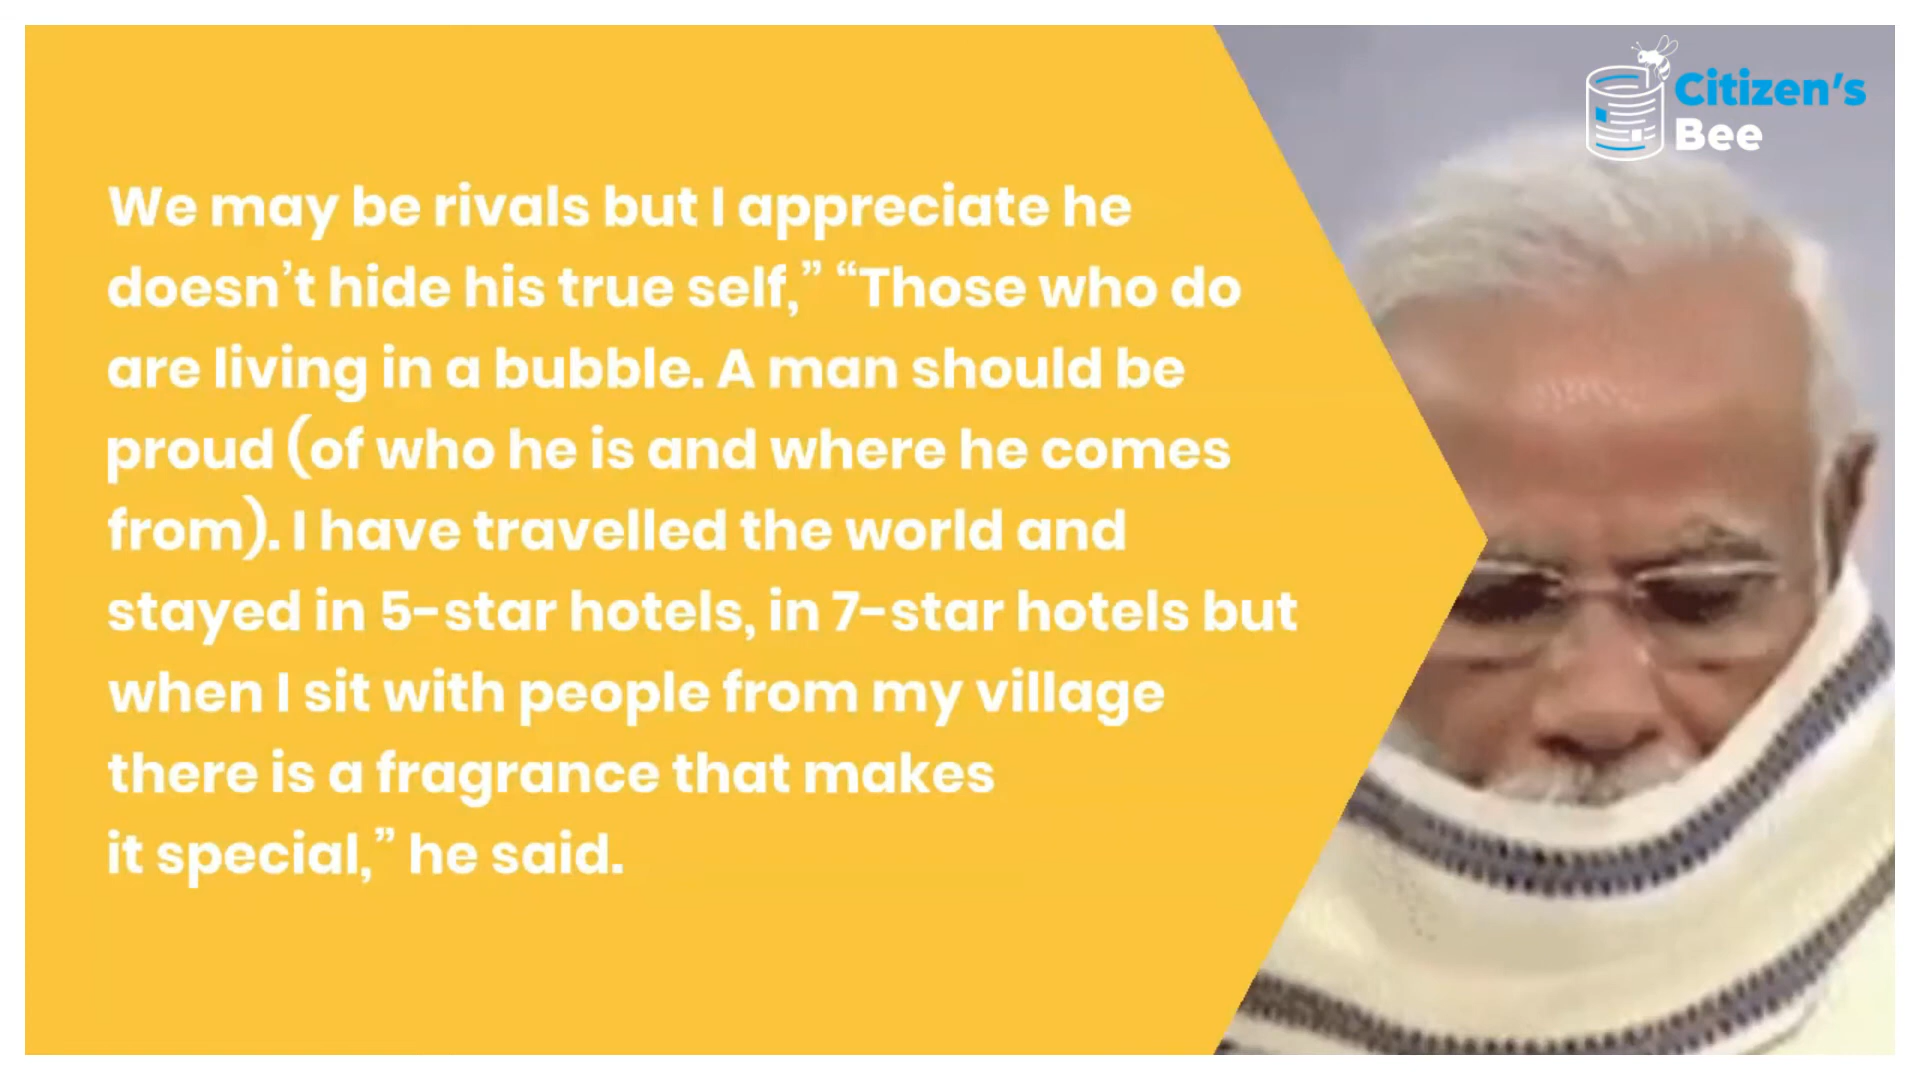 Citizen's
Bee
We may be rivals but I appreciate he
doesn’t hide his true self,” “Those who do
are living in a bubble. A man should be
proud (of who he is and where he comes
from). I have travelled the world and
stayed in 5-star hotels, in 7-star hotels but
when I sit with people from my village
there is a fragrance that makes
it special,” he said.